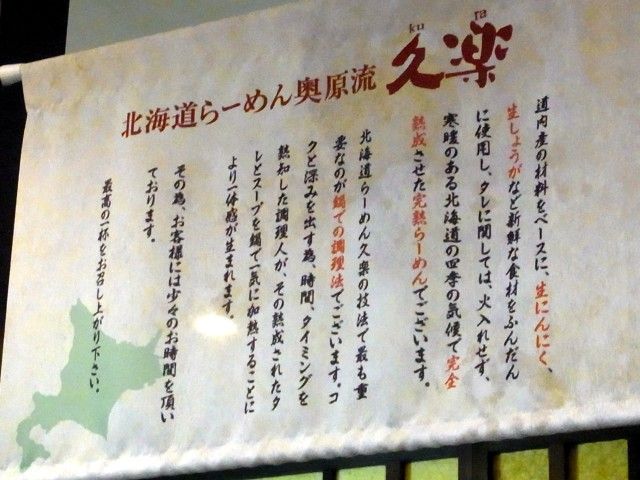 ku ra
北海道らーめん奥原流 久楽
道内産の材料をベースに、生にんにく、
生しょうがなど新鮮な食材をふんだん
に使用し、タレに関しては、火入れせず、
寒暖のある北海道の四季の気候で完全
熟成させた完熟らーめんでございます。
北海道らーめん久楽の技法で最も重
要なのが鍋での調理法でございます。コ
クと深みを出す為、時間、タイミングを
熟知した調理人が、その熟成されたタ
レとスープを鍋で一気に加熱することに
より一体感が生まれます。
その為、お客様には少々のお時間を頂い
ております。
最高の一杯をお召し上がり下さい。